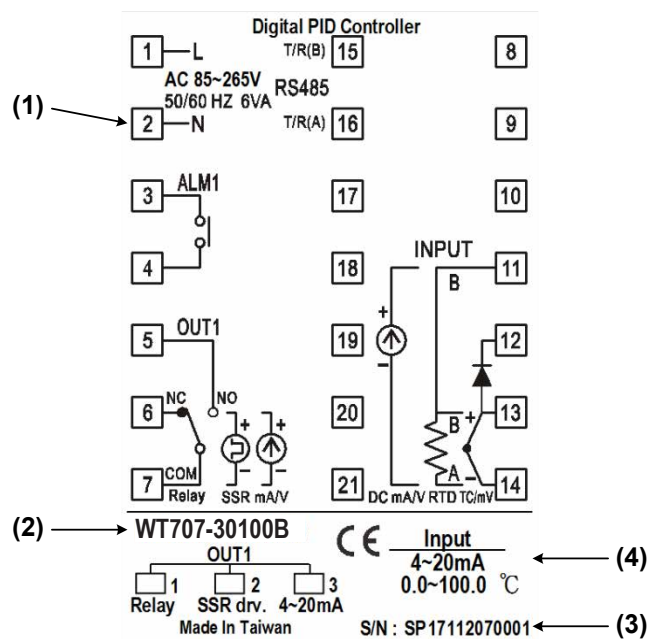 Digital PID Controller
1 L T/R(B) 15 8
AC 85~265V RS485
50/60 HZ 6VA
(1) 2 N T/R(A) 16 9
3 ALM1 17 10
INPUT
4 18 B 11
5 OUT1 + 19 12
−
6 NC NO + + 20 B + 13
− −
7 COM 21 A − 14
Relay SSR mA/V DC mA/V RTD TC/mV
(2) WT707-30100B
CE Input
4~20mA (4)
0.0~100.0 ℃
OUT1
1 2 3
Relay SSR drv. 4~20mA
Made In Taiwan S/N : SP17112070001 (3)